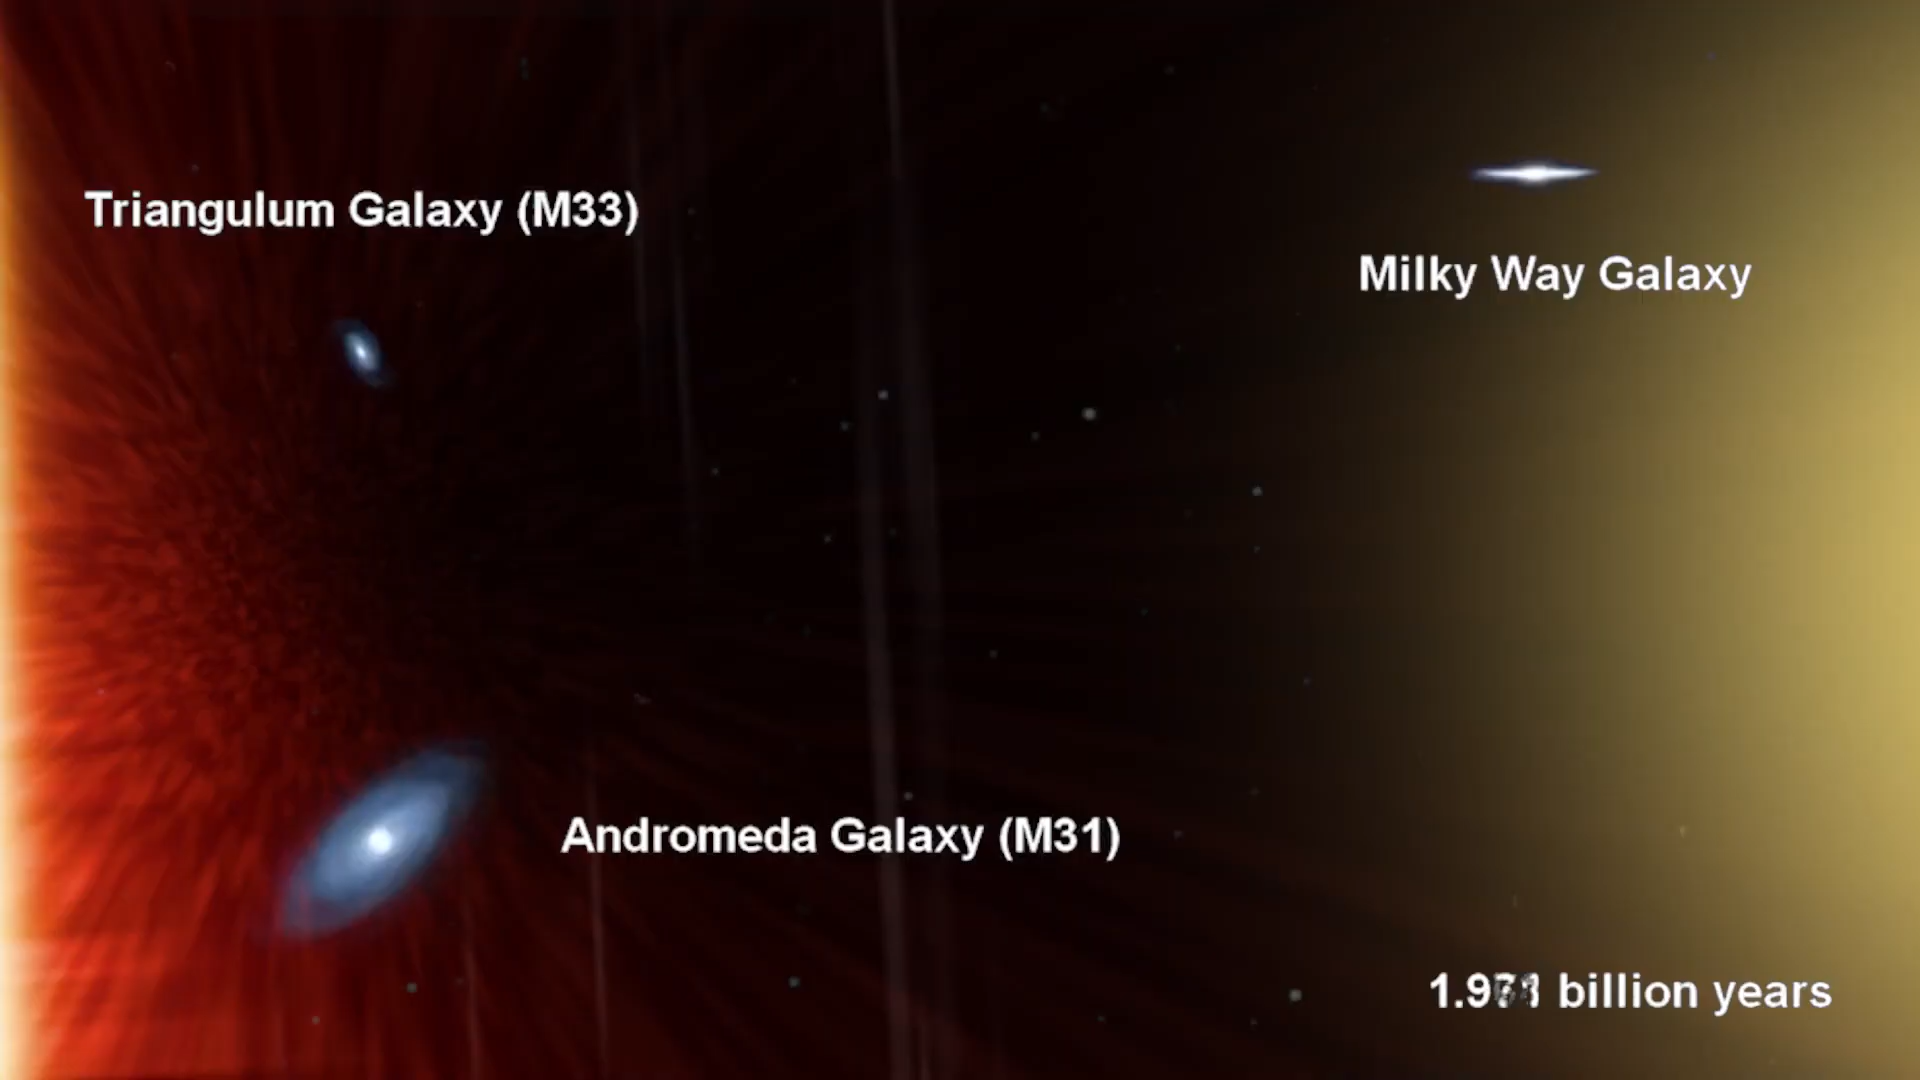 Triangulum Galaxy (M33)
Milky Way Galaxy
Andromeda Galaxy (M31)
billion years